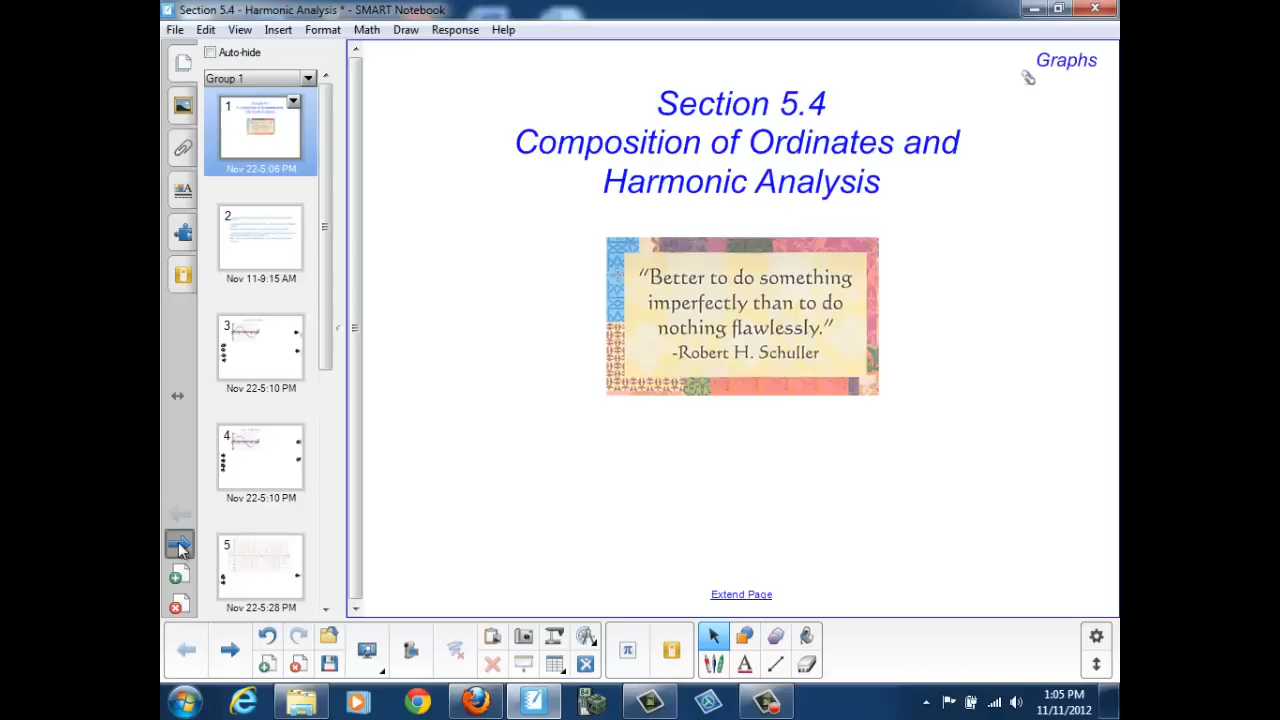 Section 5.4 - Harmonic Analysis * - SMART Notebook
File Edit View Insert Format Math Draw Response Help
Auto-hide
Group 1
1
Nov 22-5:06 PM
2
Nov 11-9:15 AM
3
Nov 22-5:10 PM
4
Nov 22-5:10 PM
5
Nov 22-5:28 PM
Graphs
Section 5.4
Composition of Ordinates and
Harmonic Analysis
“Better to do something
imperfectly than to do
nothing flawlessly.”
-Robert H. Schuller
Extend Page
π
A
1:05 PM
11/11/2012